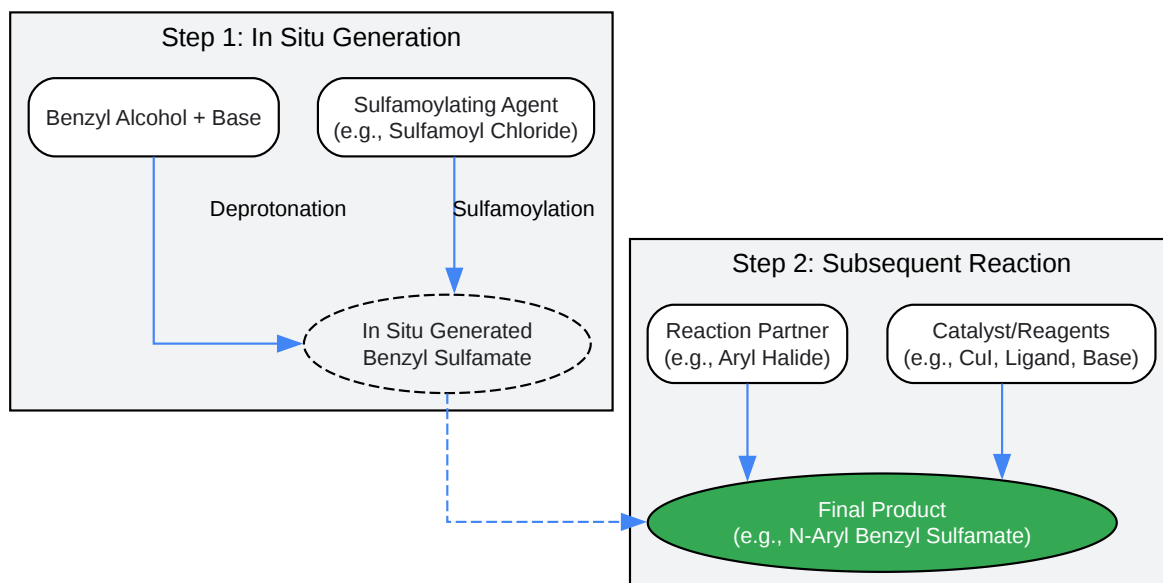 Step 1: In Situ Generation
Benzyl Alcohol + Base
Sulfamoylating Agent
(e.g., Sulfamoyl Chloride)
Deprotonation
Sulfamoylation
In Situ Generated
Benzyl Sulfamate
Step 2: Subsequent Reaction
Reaction Partner
(e.g., Aryl Halide)
Catalyst/Reagents
(e.g., CuI, Ligand, Base)
Final Product
(e.g., N-Aryl Benzyl Sulfamate)